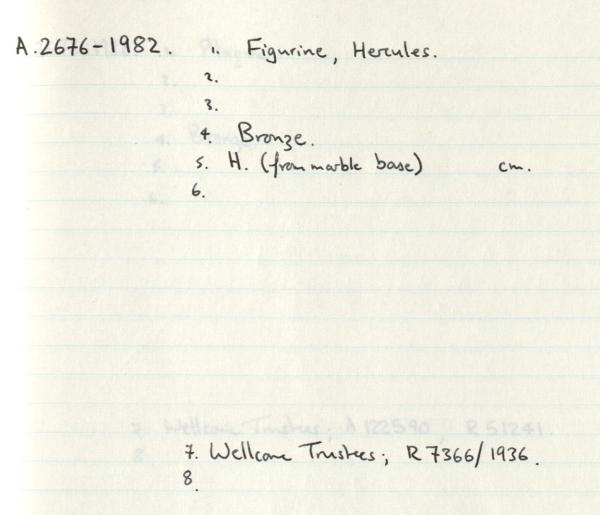 A.2676-1982. 1. Figurine, Hercules.
2.
3.
4. Bronze.
5. H. (from marble base) cm.
6.
7. Wellcome Trustees; R 7366/1936.
8.